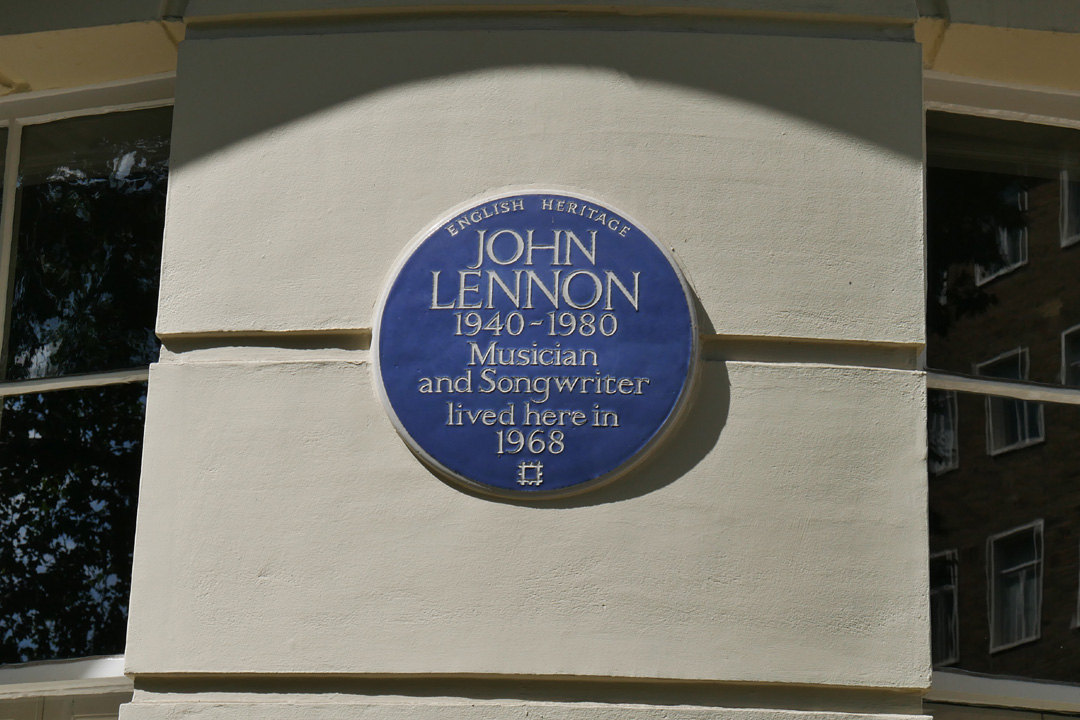 ENGLISH HERITAGE
JOHN
LENNON
1940-1980
Musician
and Songwriter
lived here in
1968